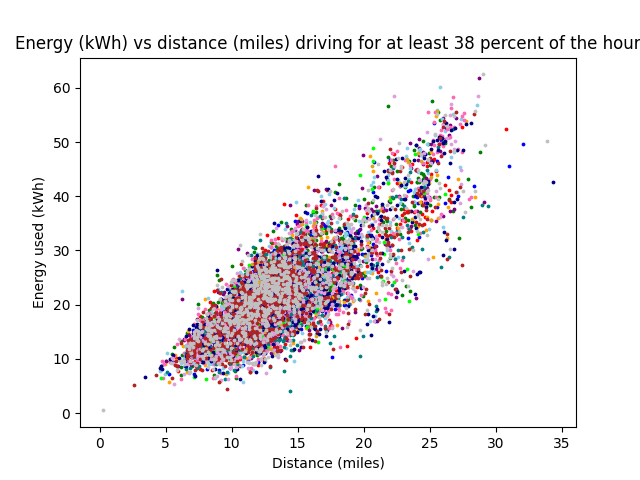 Energy (kWh) vs distance (miles) driving for at least 38 percent of the hour
60
50
40
30
20
10
0
Energy used (kWh)
0 5 10 15 20 25 30 35
Distance (miles)